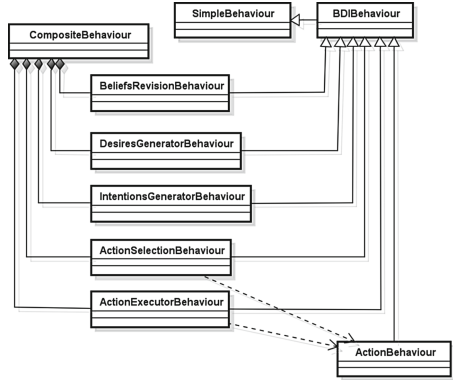 SimpleBehaviour
BDIBehaviour
CompositeBehaviour
BeliefsRevisionBehaviour
DesiresGeneratorBehaviour
IntentionsGeneratorBehaviour
ActionSelectionBehaviour
ActionExecutorBehaviour
ActionBehaviour